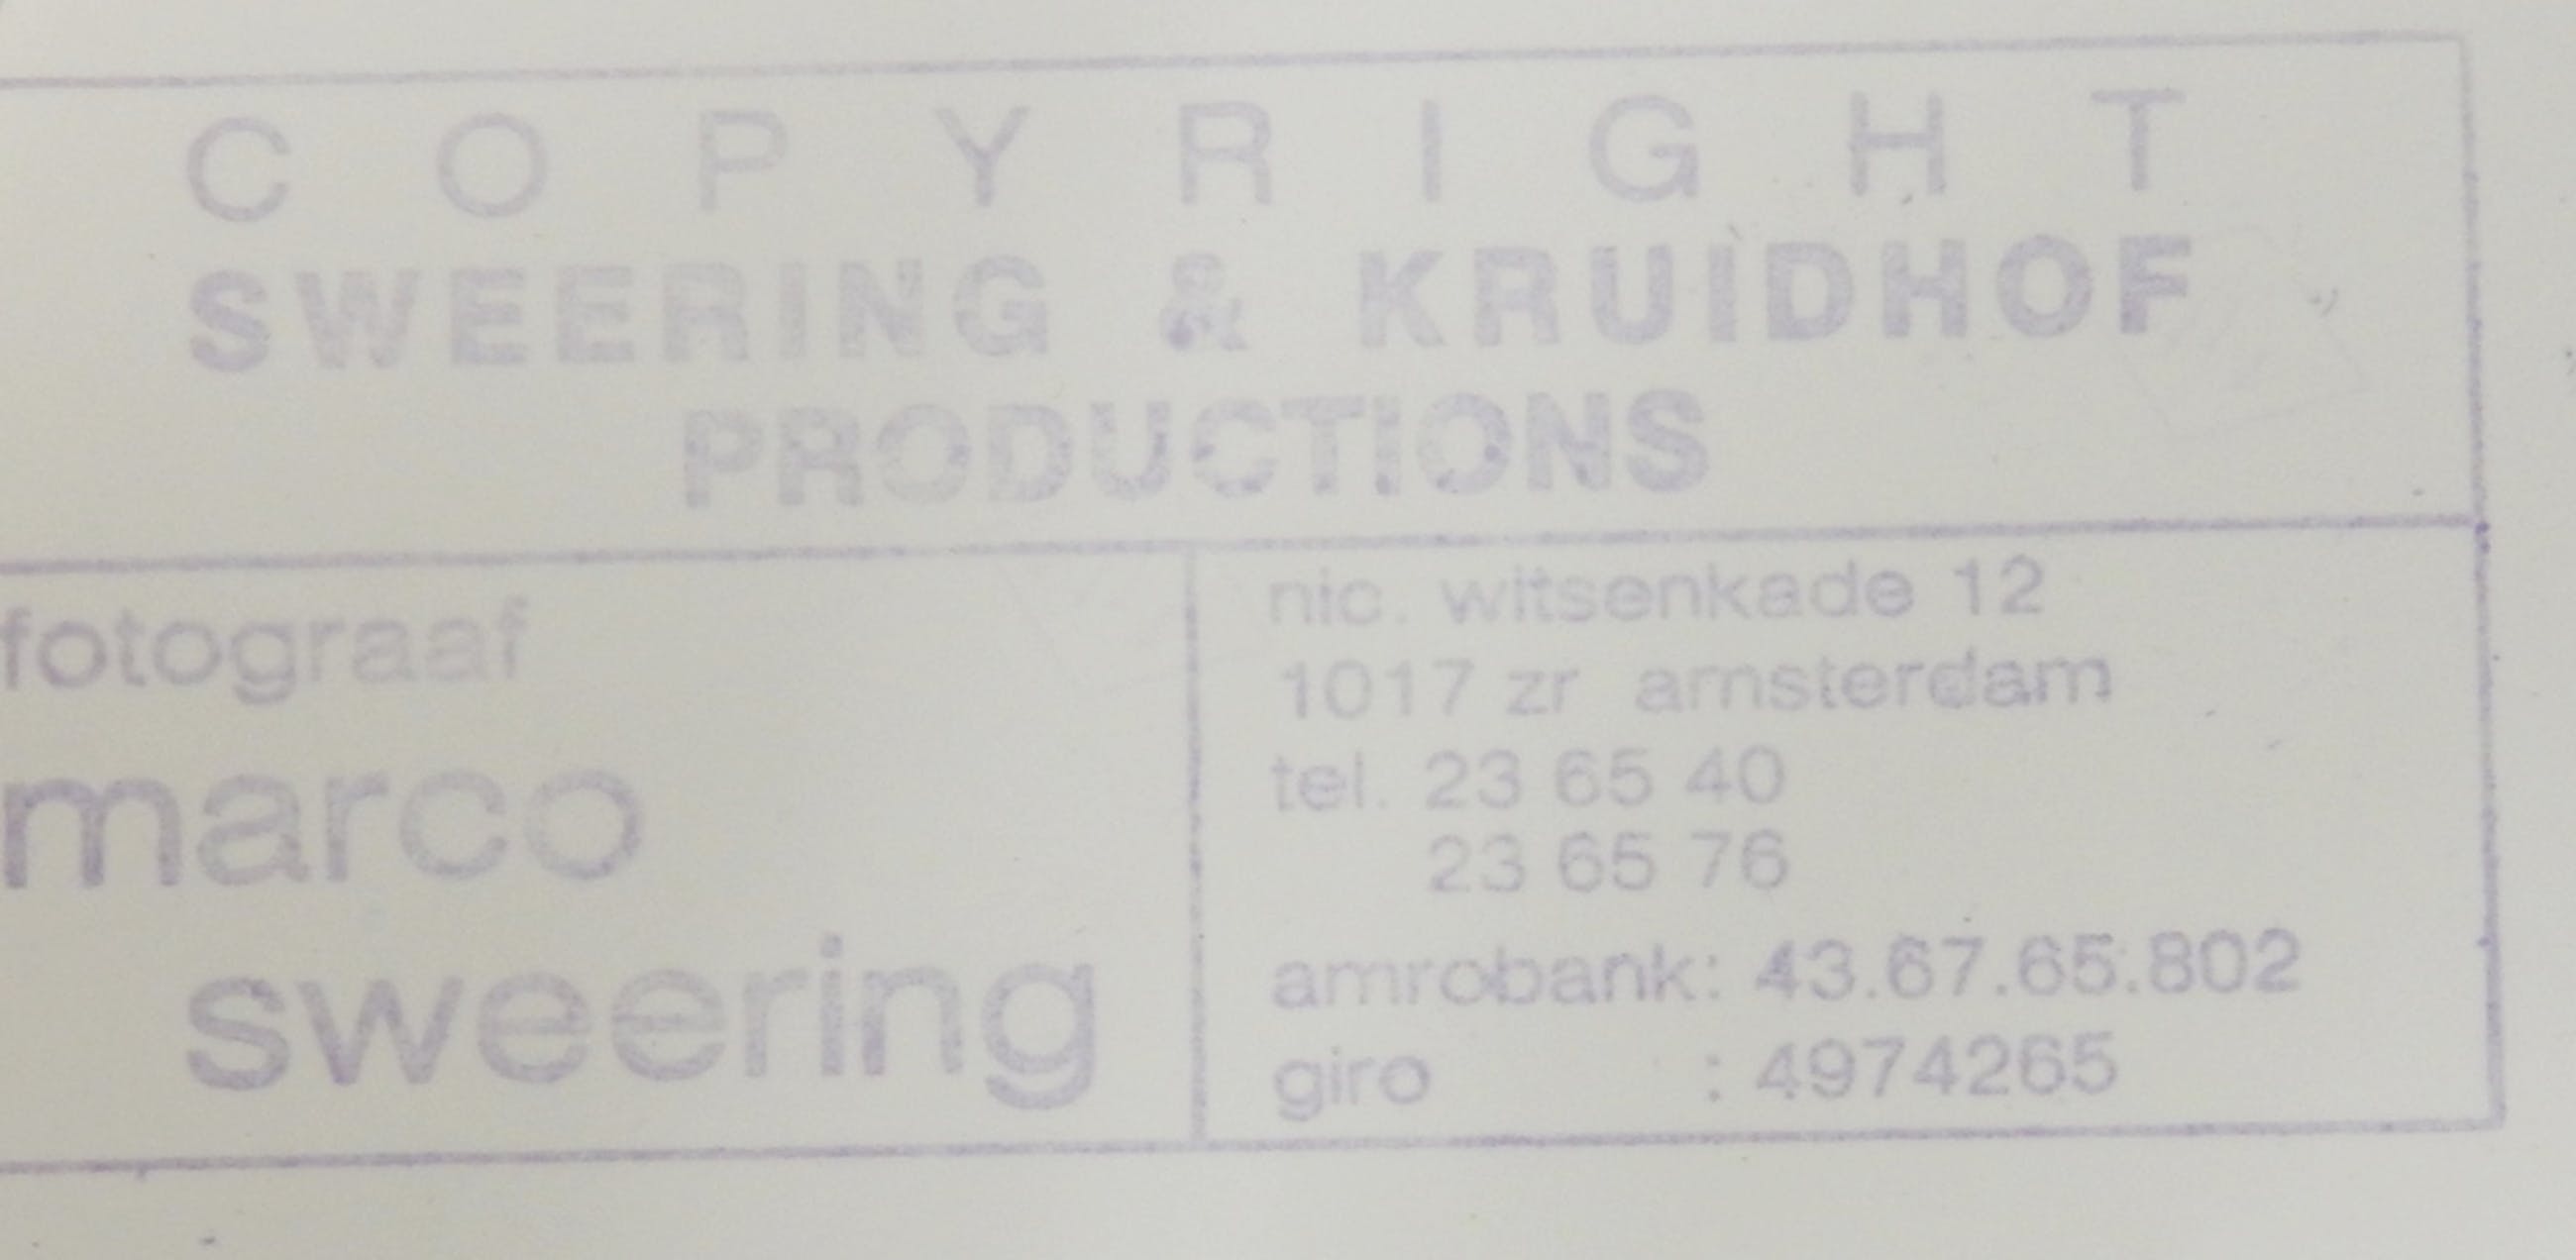 COPYRIGHT
SWEERING & KRUIDHOF
PRODUCTIONS
fotograaf
marco
sweering
nic. witsenkade 12
1017 zr amsterdam
tel. 23 65 40
23 65 76
amrobank: 43.67.65.802
giro : 4974265